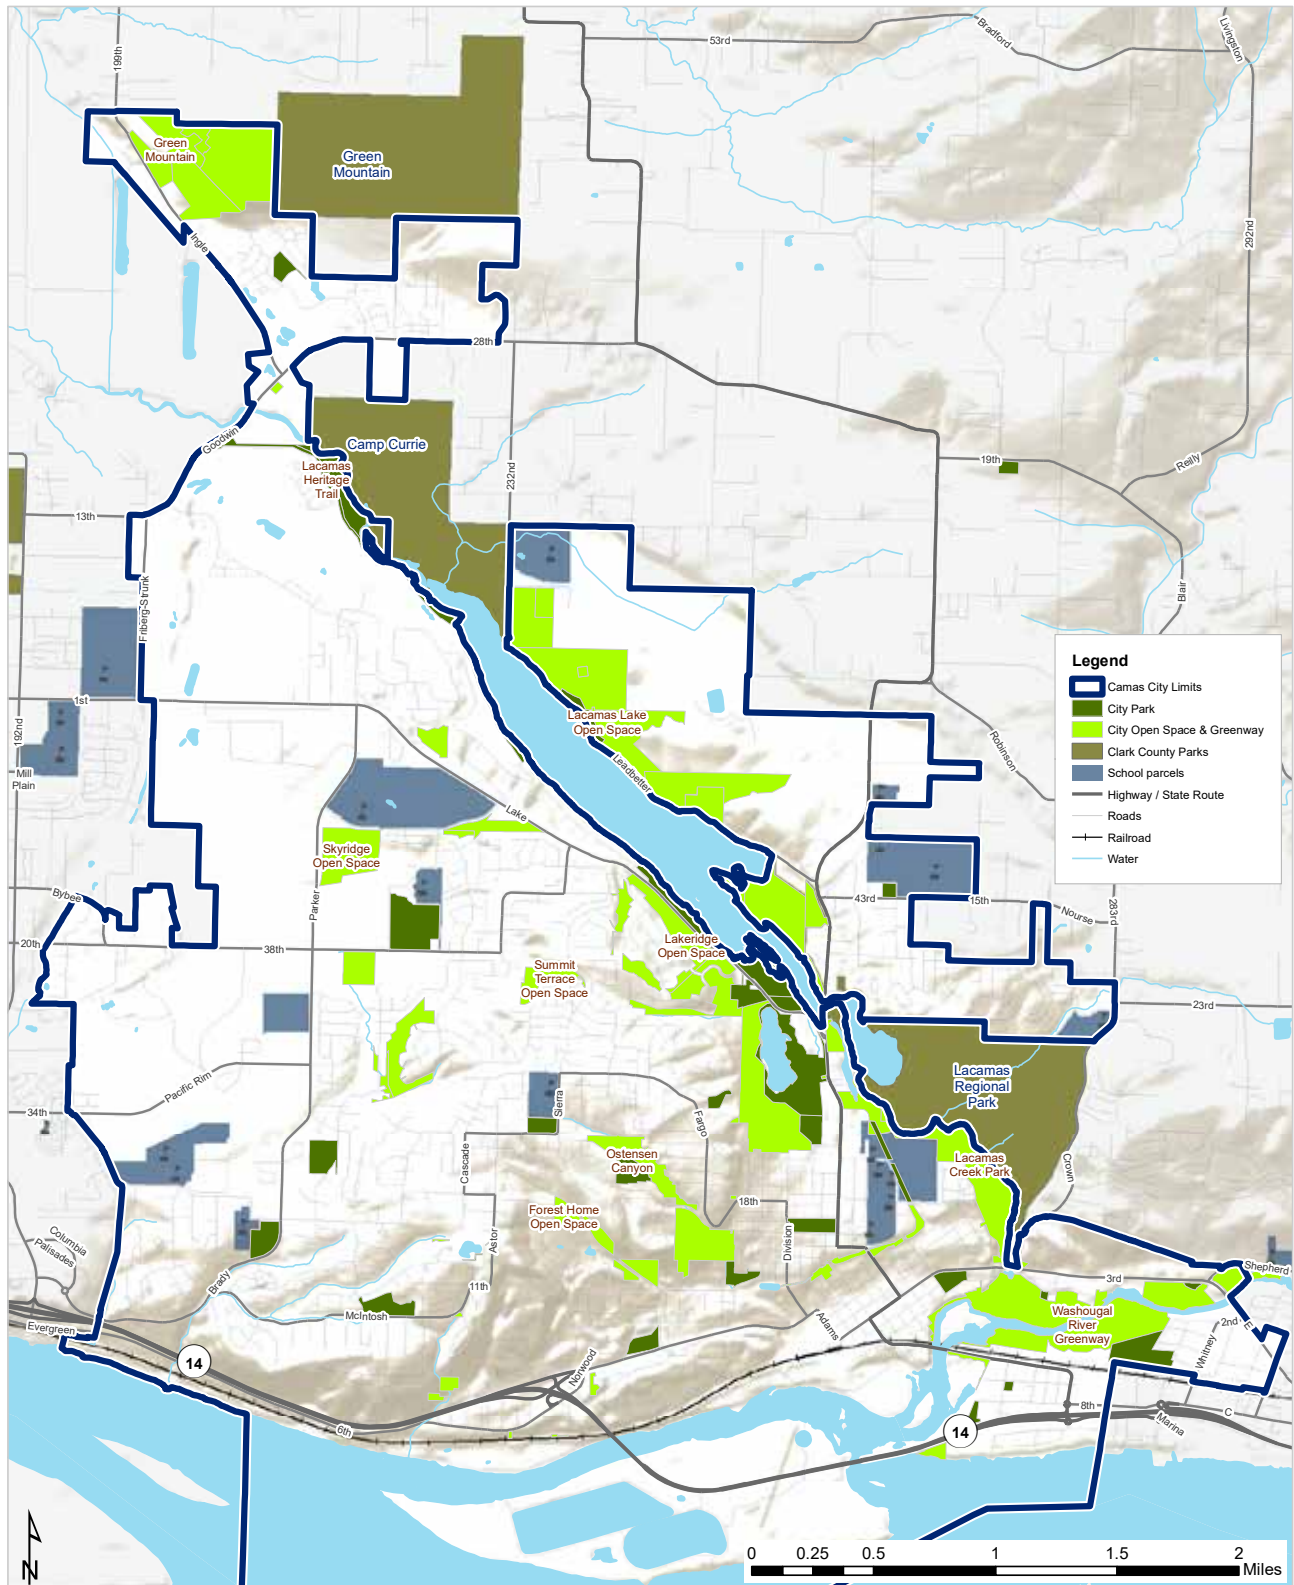 53rd
Bradford
Livingston
199th
Green
Mountain
Green
Mountain
292nd
Ingle
28th
Goodwin
Camp Currie
Lacamas
Heritage
Trail
232nd
19th
Reilly
13th
Friberg-Strunk
Blair
Legend
Camas City Limits
City Park
City Open Space & Greenway
Clark County Parks
School parcels
Highway / State Route
Roads
Railroad
Water
1st
192nd
Mill
Plain
Lacamas Lake
Open Space
Leadbetter
Robinson
Lake
Skyridge
Open Space
Parker
Bybee
43rd
15th
Nourse
283rd
20th
38th
Lakeridge
Open Space
Summit
Terrace
Open Space
23rd
Pacific Rim
Lacamas
Regional
Park
34th
Sierra
Fargo
Cascade
Ostensen
Canyon
Lacamas
Creek Park
Crown
18th
Forest Home
Open Space
Division
Astor
Columbia
Palisades
Shepherd
Brady
11th
3rd
McIntosh
Washougal
River
Greenway
Evergreen
Adams
Whitney
2nd
E
14
Norwood
6th
8th
C
Marina
14
N
0 0.25 0.5 1 1.5 2
Miles